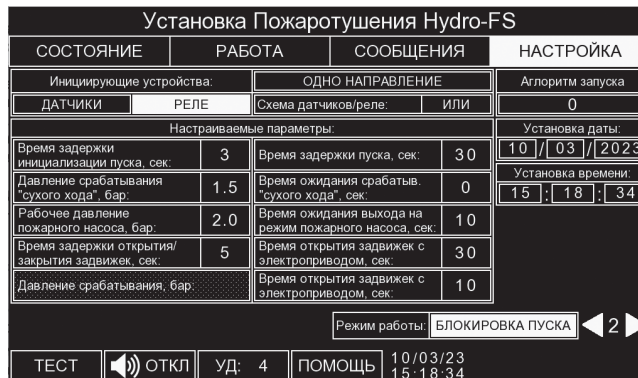 Установка Пожаротушения Hydro-FS
СОСТОЯНИЕ РАБОТА СООБЩЕНИЯ НАСТРОЙКА
Инициирующие устройства: ОДНО НАПРАВЛЕНИЕ Аглоритм запуска
ДАТЧИКИ РЕЛЕ Схема датчиков/реле: ИЛИ 0
Настраиваемые параметры: Установка даты:
Время задержки
инициализации пуска, сек: 3 Время задержки пуска, сек: 30 10 / 03 / 2023
Установка времени:
Давление срабатывания
"сухого хода", бар: 1.5 Время ожидания срабатыв.
"сухого хода", сек: 0 15 : 18 : 34
Рабочее давление
пожарного насоса, бар: 2.0 Время ожидания выхода на
режим пожарного насоса, сек: 10
Время задержки открытия/
закрытия задвижек, сек: 5 Время открытия задвижек с
электроприводом, сек: 30
Давление срабатывания, бар: Время открытия задвижек с
электроприводом, сек: 10
Режим работы: БЛОКИРОВКА ПУСКА 2
ТЕСТ ОТКЛ УД: 4 ПОМОЩЬ 10/03/23
15:18:34